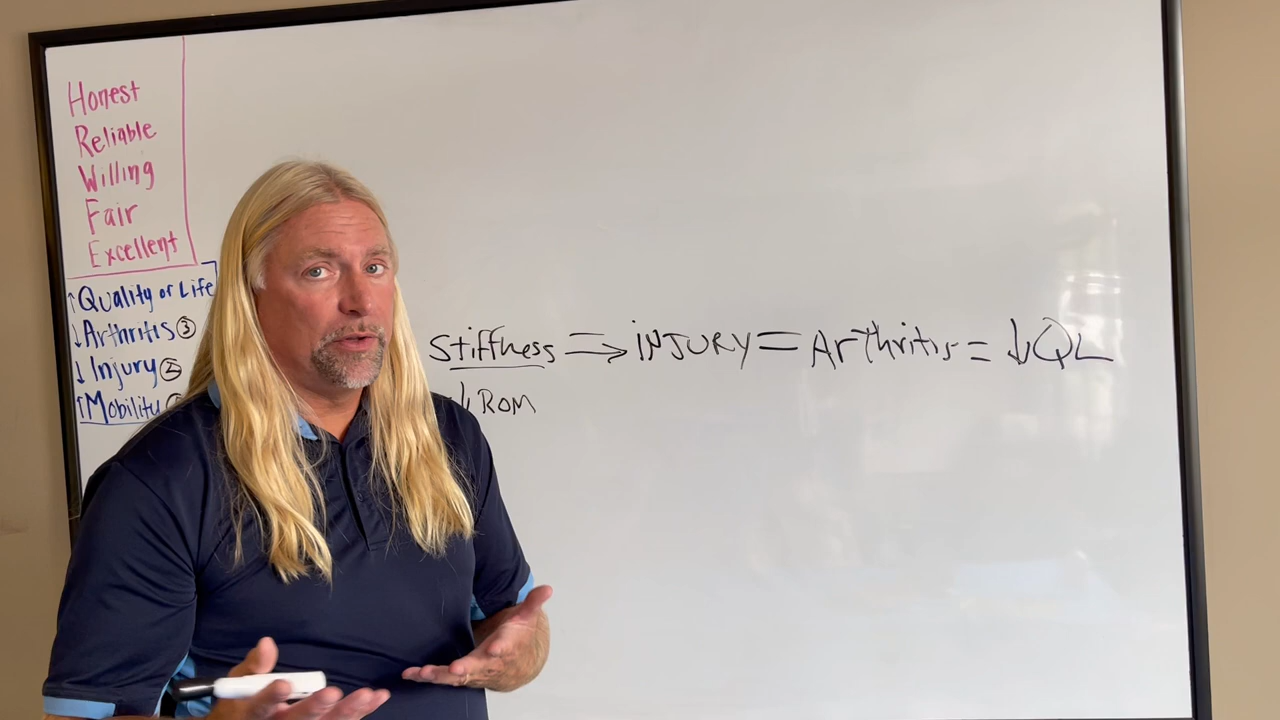 Honest
Reliable
Willing
Fair
Excellent
↑Quality of Life
↓Arthritis ③
↓Injury ②
↑Mobility
Stiffness => INJURY = Arthritis = ↓QL
↓ROM